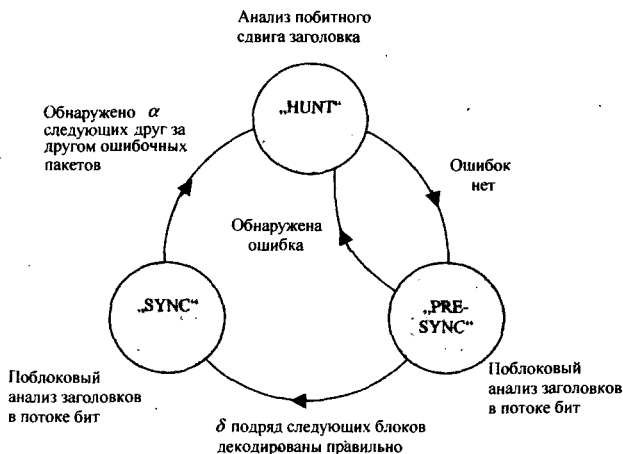 Анализ побитного
сдвига заголовка
„HUNT“
Обнаружено α
следующих друг за
другом ошибочных
пакетов
Ошибок
нет
Обнаружена
ошибка
„SYNC“
„PRE-
SYNC“
Поблоковый
анализ заголовков
в потоке бит
Поблоковый
анализ заголовков
в потоке бит
δ подряд следующих блоков
декодированы правильно